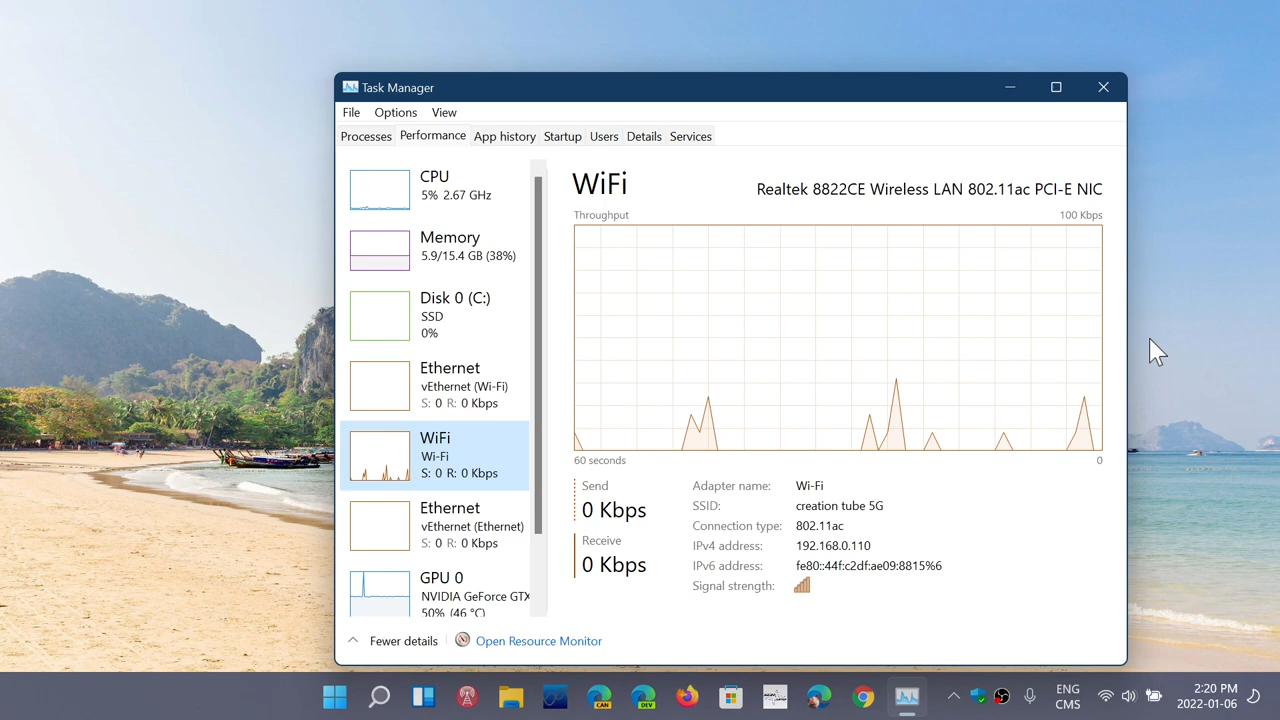 Task Manager
File Options View
Processes Performance App history Startup Users Details Services
CPU
5% 2.67 GHz
Memory
5.9/15.4 GB (38%)
Disk 0 (C:)
SSD
0%
Ethernet
vEthernet (Wi-Fi)
S: 0 R: 0 Kbps
WiFi
Wi-Fi
S: 0 R: 0 Kbps
Ethernet
vEthernet (Ethernet)
S: 0 R: 0 Kbps
GPU 0
NVIDIA GeForce GTX
50% (46 °C)
WiFi
Realtek 8822CE Wireless LAN 802.11ac PCI-E NIC
Throughput 100 Kbps
60 seconds 0
Send
0 Kbps
Receive
0 Kbps
Adapter name: Wi-Fi
SSID: creation tube 5G
Connection type: 802.11ac
IPv4 address: 192.168.0.110
IPv6 address: fe80::44f:c2df:ae09:8815%6
Signal strength:
Fewer details Open Resource Monitor
CAN
DEV
ENG
CMS
2:20 PM
2022-01-06